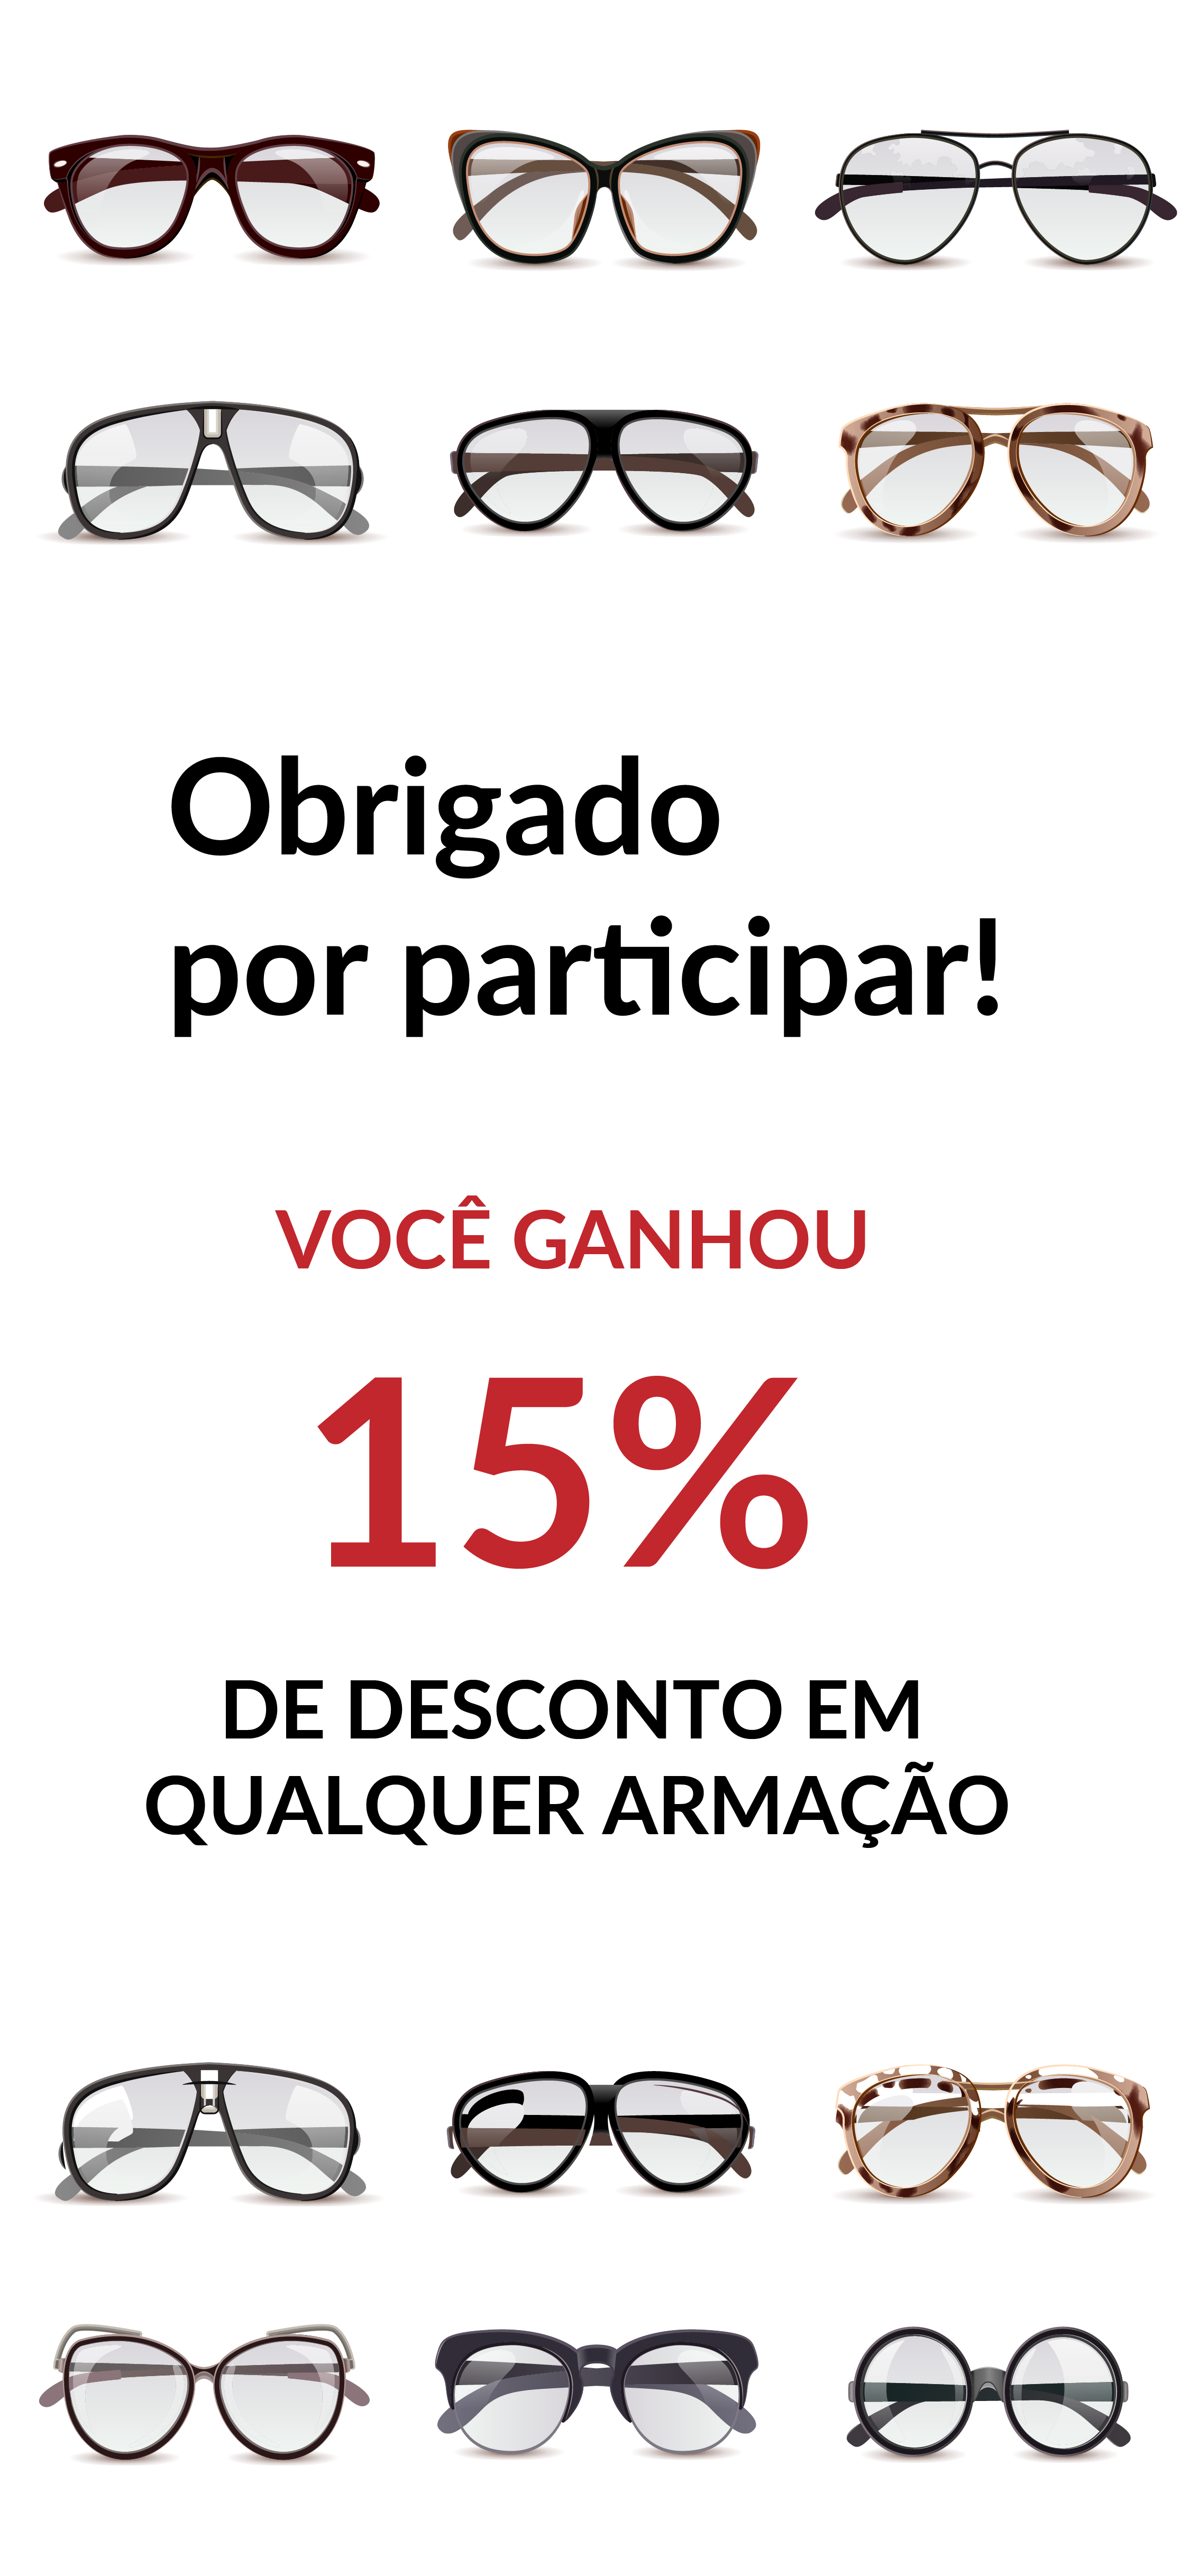 Obrigado
por participar!
VOCÊ GANHOU
15%
DE DESCONTO EM
QUALQUER ARMAÇÃO